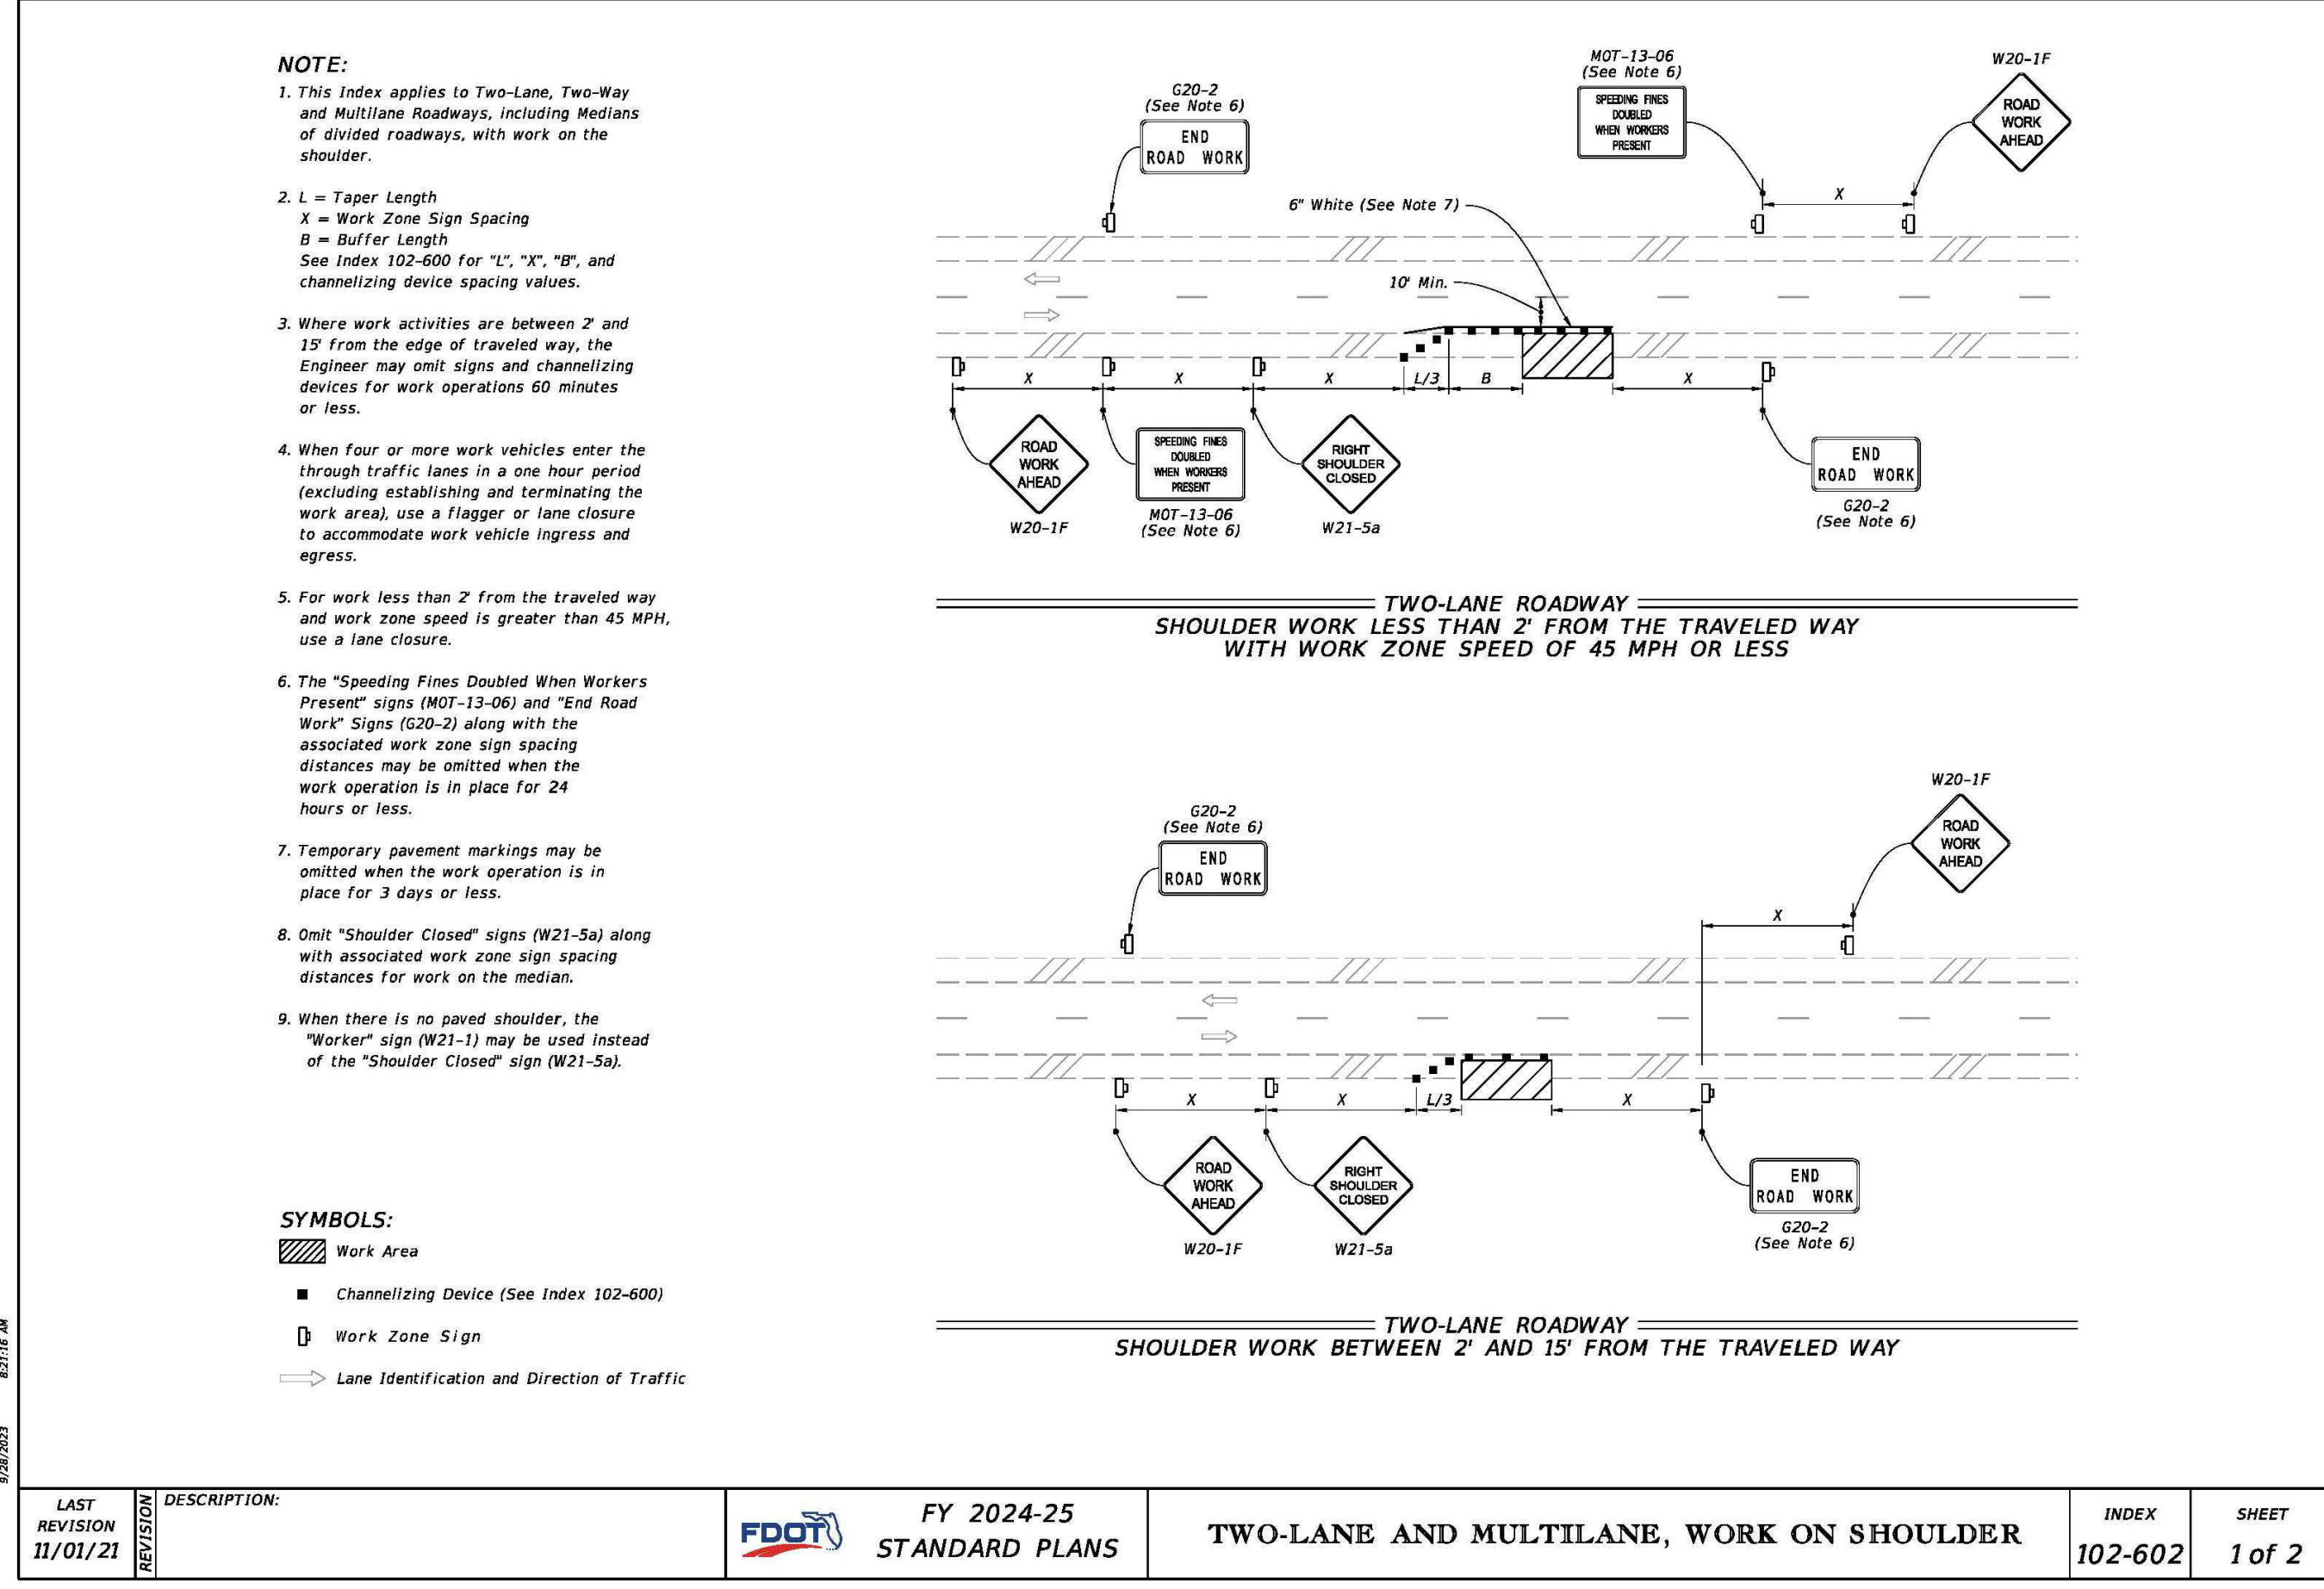 NOTE:
1. This Index applies to Two-Lane, Two-Way
and Multilane Roadways, including Medians
of divided roadways, with work on the
shoulder.
2. L = Taper Length
X = Work Zone Sign Spacing
B = Buffer Length
See Index 102-600 for "L", "X", "B", and
channelizing device spacing values.
3. Where work activities are between 2' and
15' from the edge of traveled way, the
Engineer may omit signs and channelizing
devices for work operations 60 minutes
or less.
4. When four or more work vehicles enter the
through traffic lanes in a one hour period
(excluding establishing and terminating the
work area), use a flagger or lane closure
to accommodate work vehicle ingress and
egress.
5. For work less than 2' from the traveled way
and work zone speed is greater than 45 MPH,
use a lane closure.
6. The "Speeding Fines Doubled When Workers
Present" signs (MOT-13-06) and "End Road
Work" Signs (G20-2) along with the
associated work zone sign spacing
distances may be omitted when the
work operation is in place for 24
hours or less.
7. Temporary pavement markings may be
omitted when the work operation is in
place for 3 days or less.
8. Omit "Shoulder Closed" signs (W21-5a) along
with associated work zone sign spacing
distances for work on the median.
9. When there is no paved shoulder, the
"Worker" sign (W21-1) may be used instead
of the "Shoulder Closed" sign (W21-5a).
SYMBOLS:
Work Area
Channelizing Device (See Index 102-600)
Work Zone Sign
Lane Identification and Direction of Traffic
G20-2
(See Note 6)
END
ROAD WORK
MOT-13-06
(See Note 6)
SPEEDING FINES
DOUBLED
WHEN WORKERS
PRESENT
W20-1F
ROAD
WORK
AHEAD
X
6" White (See Note 7)
10' Min.
X
X
X
L/3
B
X
ROAD
WORK
AHEAD
W20-1F
SPEEDING FINES
DOUBLED
WHEN WORKERS
PRESENT
MOT-13-06
(See Note 6)
RIGHT
SHOULDER
CLOSED
W21-5a
END
ROAD WORK
G20-2
(See Note 6)
TWO-LANE ROADWAY
SHOULDER WORK LESS THAN 2' FROM THE TRAVELED WAY
WITH WORK ZONE SPEED OF 45 MPH OR LESS
G20-2
(See Note 6)
END
ROAD WORK
W20-1F
ROAD
WORK
AHEAD
X
X
X
L/3
X
ROAD
WORK
AHEAD
W20-1F
RIGHT
SHOULDER
CLOSED
W21-5a
END
ROAD WORK
G20-2
(See Note 6)
TWO-LANE ROADWAY
SHOULDER WORK BETWEEN 2' AND 15' FROM THE TRAVELED WAY
9/28/2023 8:21:16 AM
LAST
REVISION
11/01/21
REVISION
DESCRIPTION:
FDOT
FY 2024-25
STANDARD PLANS
TWO-LANE AND MULTILANE, WORK ON SHOULDER
INDEX
102-602
SHEET
1 of 2